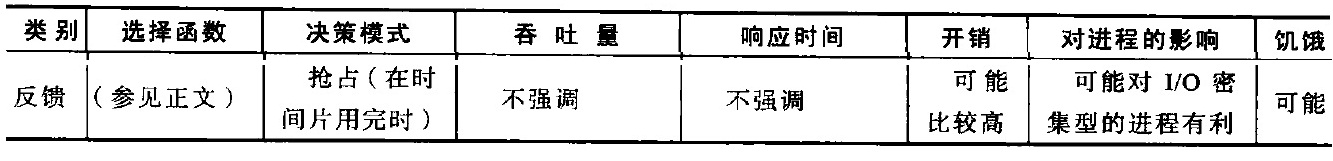 类别 选择函数 决策模式 吞吐量 响应时间 开销 对进程的影响 饥饿
反馈 (参见正文) 抢占(在时间片用完时) 不强调 不强调 可能比较高 可能对 I/O 密集型的进程有利 可能